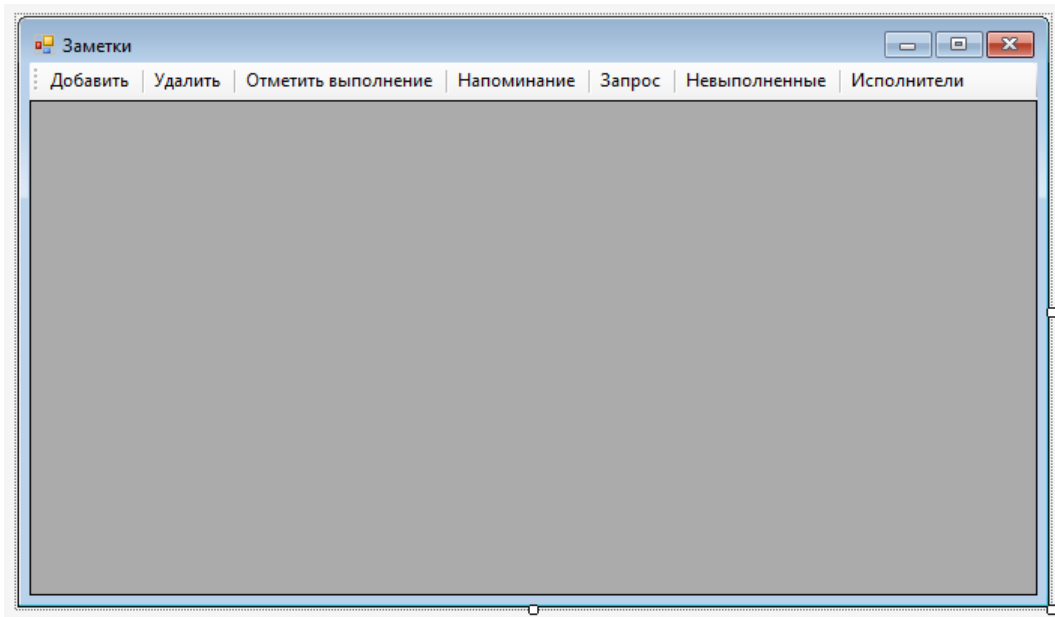 Заметки
Добавить Удалить Отметить выполнение Напоминание Запрос Невыполненные Исполнители